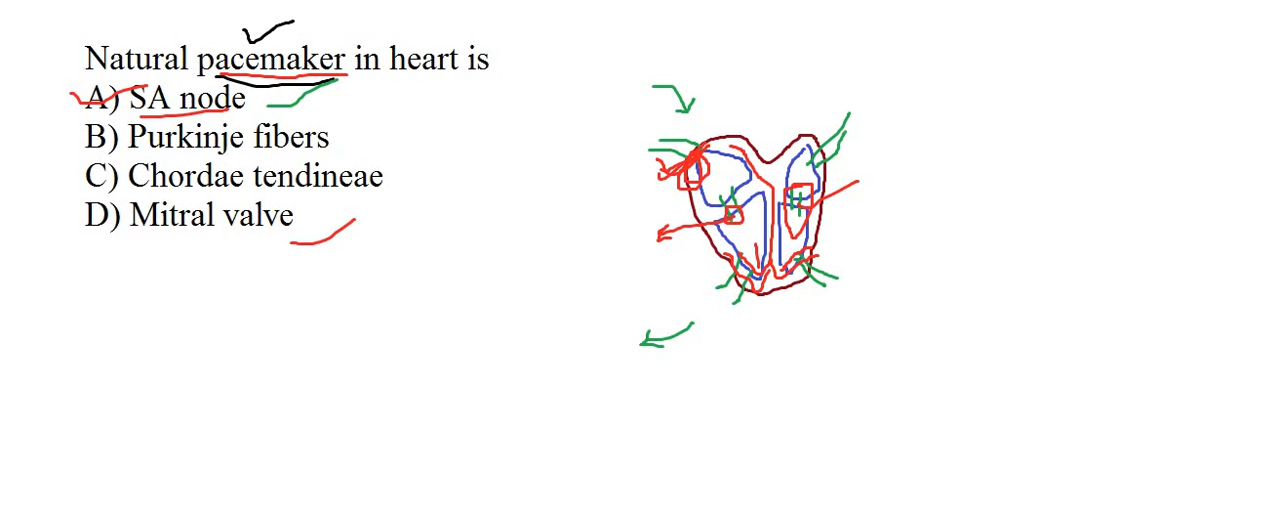 Natural pacemaker in heart is
A) SA node
B) Purkinje fibers
C) Chordae tendineae
D) Mitral valve